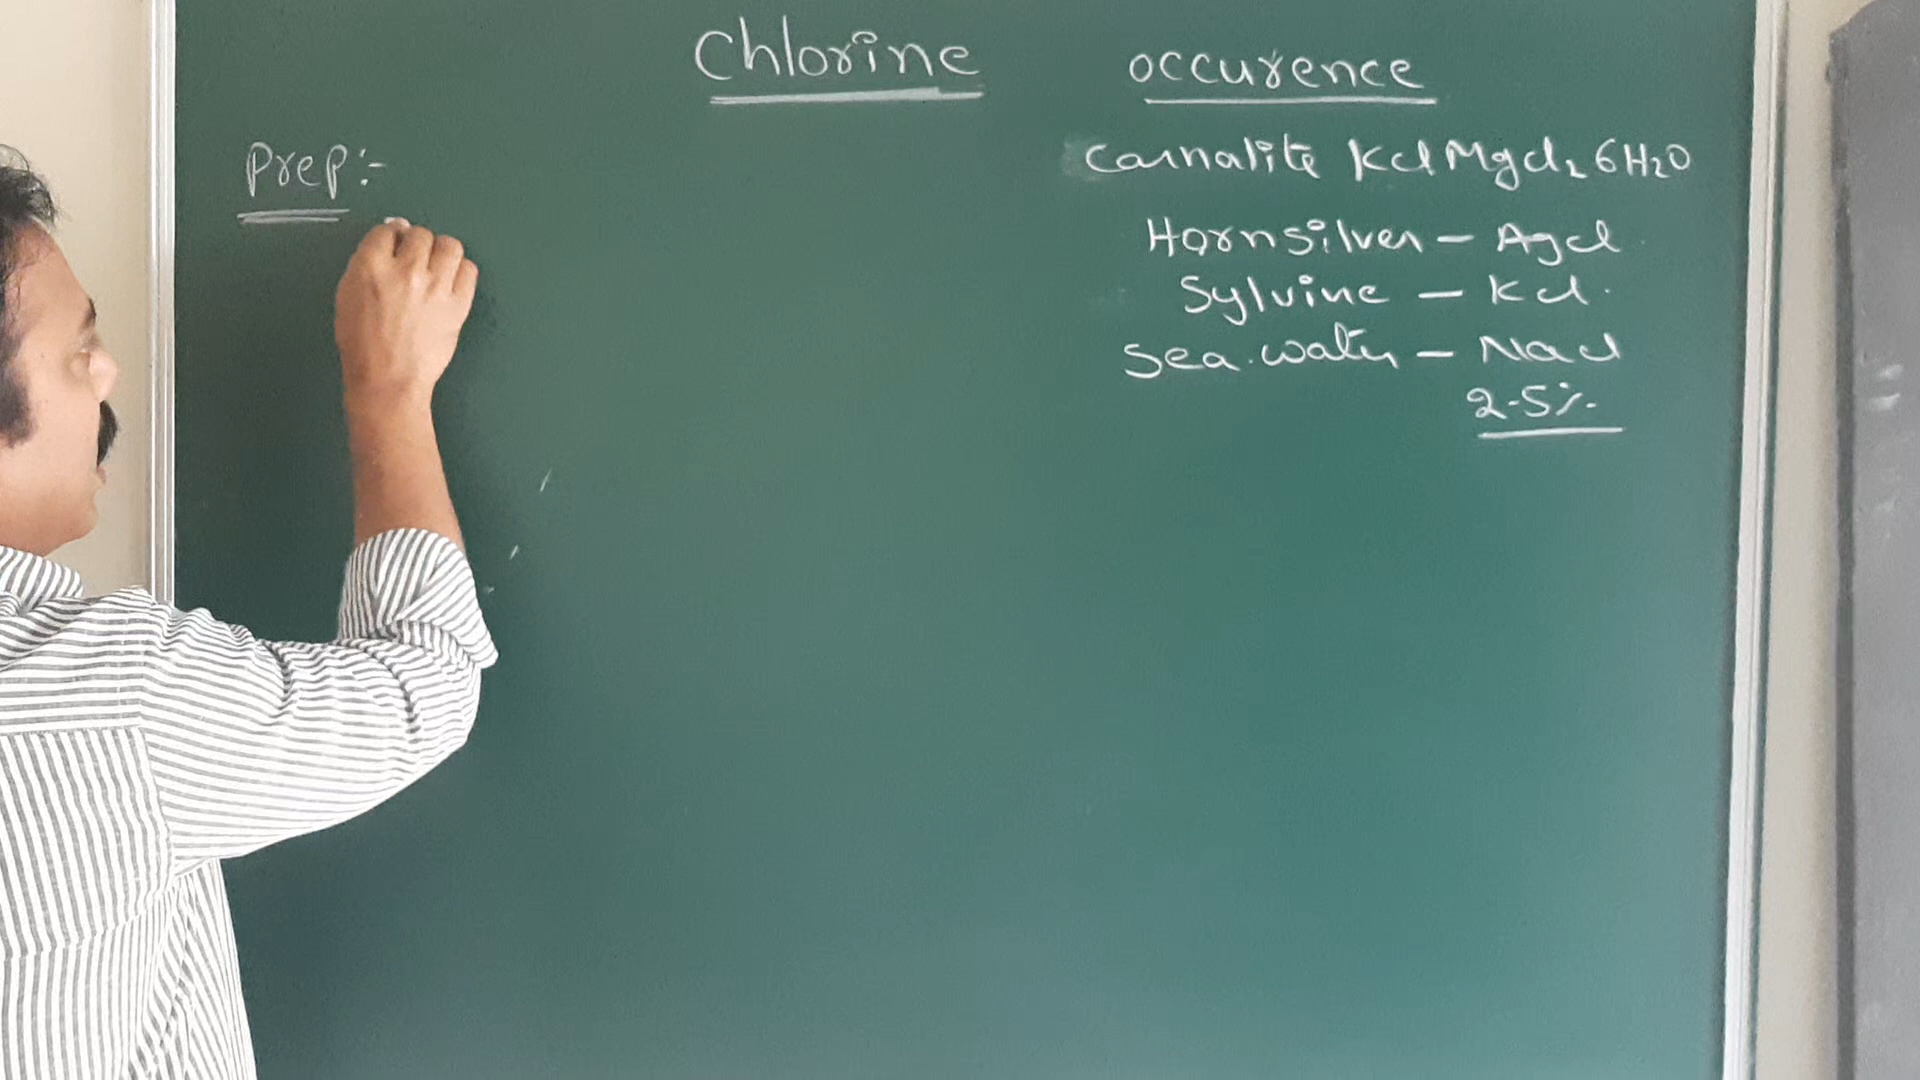 Chlorine
occurence
Prep:-
Carnalite KCl MgCl₂ 6H₂O
Hornsilver — AgCl
Sylvine — KCl.
Sea.water — NaCl
2.5%.